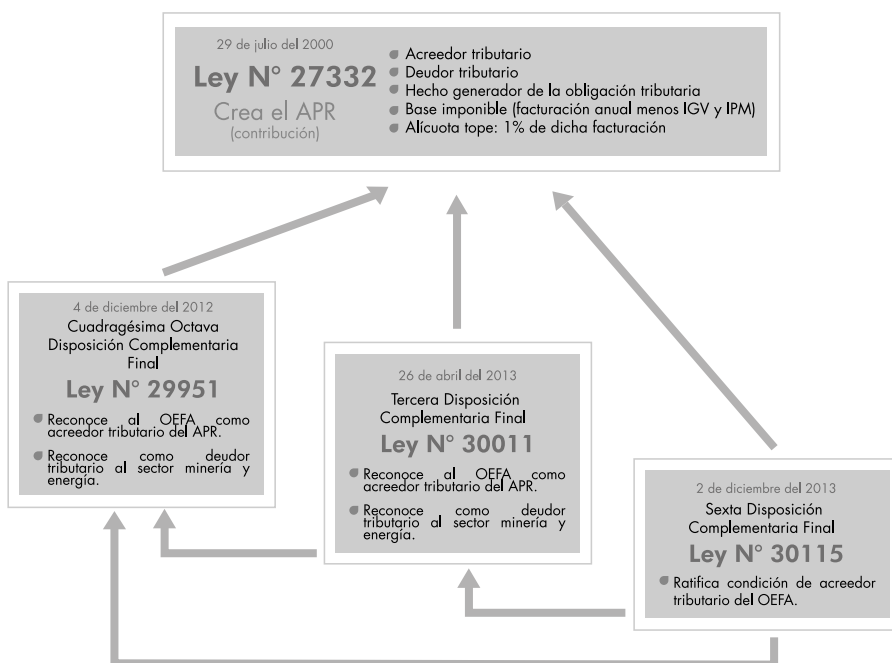 29 de julio del 2000
Ley N° 27332
Crea el APR
(contribución)
Acreedor tributario
Deudor tributario
Hecho generador de la obligación tributaria
Base imponible (facturación anual menos IGV y IPM)
Alícuota tope: 1% de dicha facturación
4 de diciembre del 2012
Cuadragésima Octava
Disposición Complementaria
Final
Ley N° 29951
Reconoce al OEFA como
acreedor tributario del APR.
Reconoce como deudor
tributario al sector minería y
energía.
26 de abril del 2013
Tercera Disposición
Complementaria Final
Ley N° 30011
Reconoce al OEFA como
acreedor tributario del APR.
Reconoce como deudor
tributario al sector minería y
energía.
2 de diciembre del 2013
Sexta Disposición
Complementaria Final
Ley N° 30115
Ratifica condición de acreedor
tributario del OEFA.